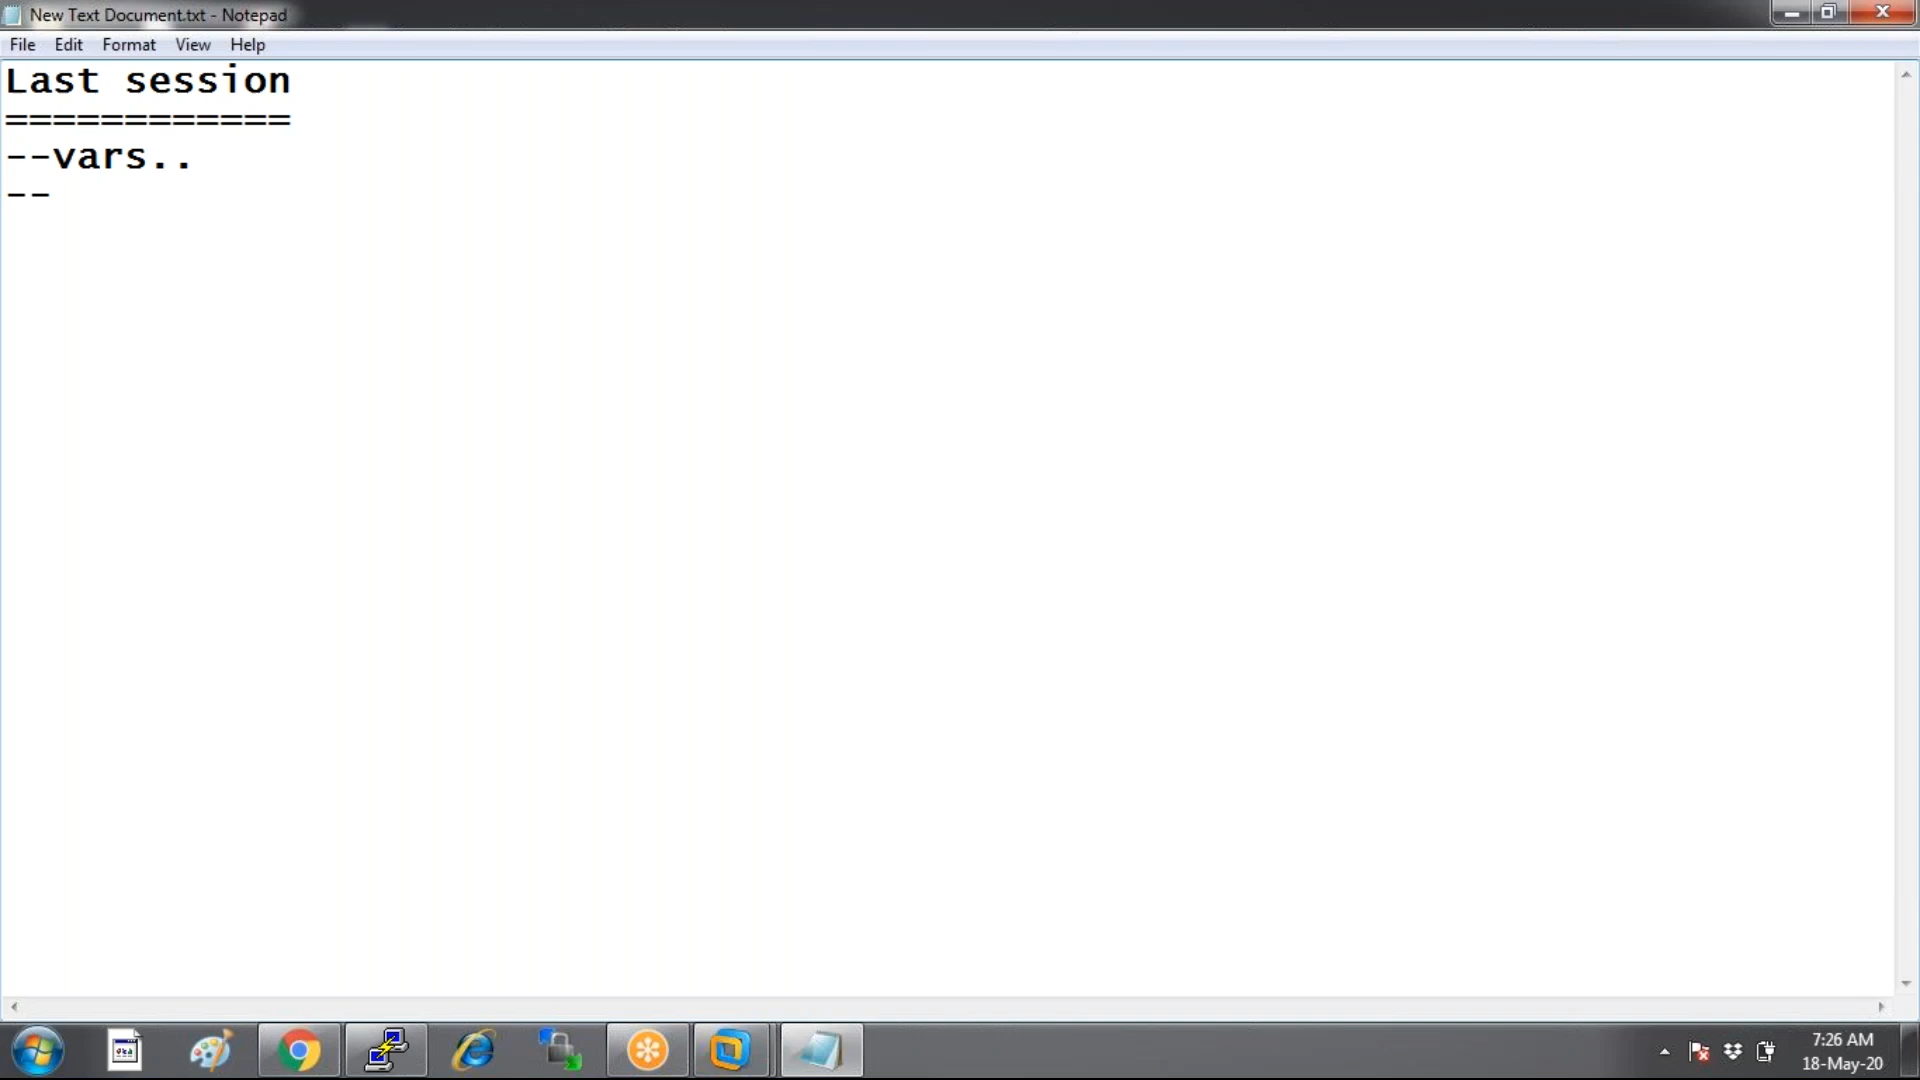 New Text Document.txt - Notepad
File Edit Format View Help
Last session
============
--vars..
--
7:26 AM
18-May-20